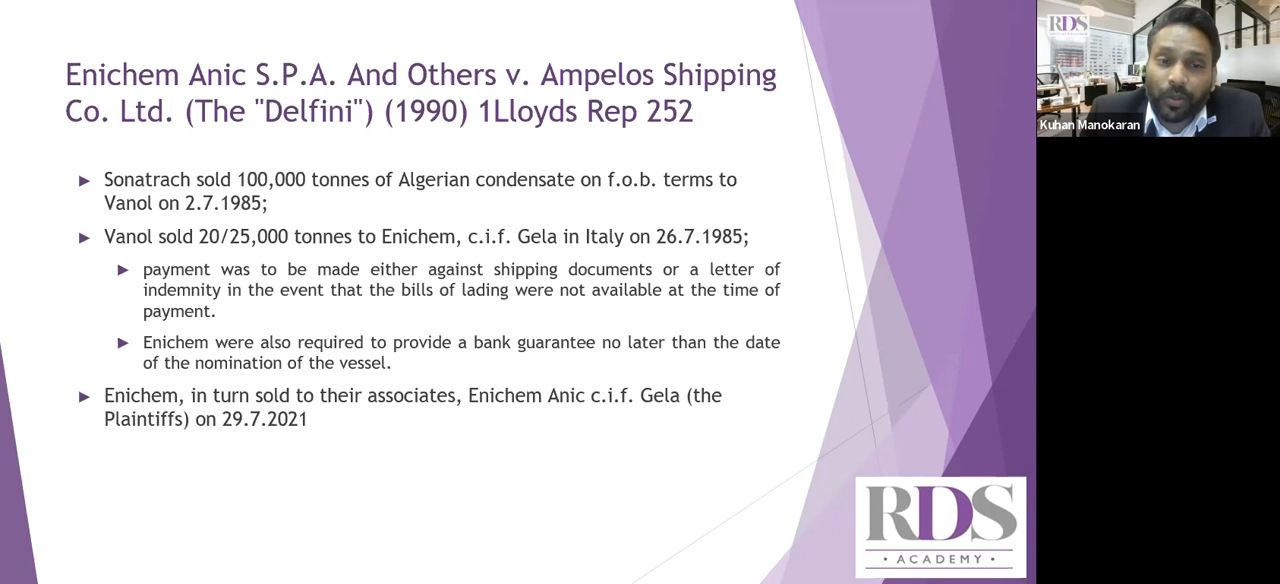 Enichem Anic S.P.A. And Others v. Ampelos Shipping
Co. Ltd. (The "Delfini") (1990) 1Lloyds Rep 252
Sonatrach sold 100,000 tonnes of Algerian condensate on f.o.b. terms to
Vanol on 2.7.1985;
Vanol sold 20/25,000 tonnes to Enichem, c.i.f. Gela in Italy on 26.7.1985;
payment was to be made either against shipping documents or a letter of
indemnity in the event that the bills of lading were not available at the time of
payment.
Enichem were also required to provide a bank guarantee no later than the date
of the nomination of the vessel.
Enichem, in turn sold to their associates, Enichem Anic c.i.f. Gela (the
Plaintiffs) on 29.7.2021
RDS
• ACADEMY •
RDS
Kuhan Manokaran